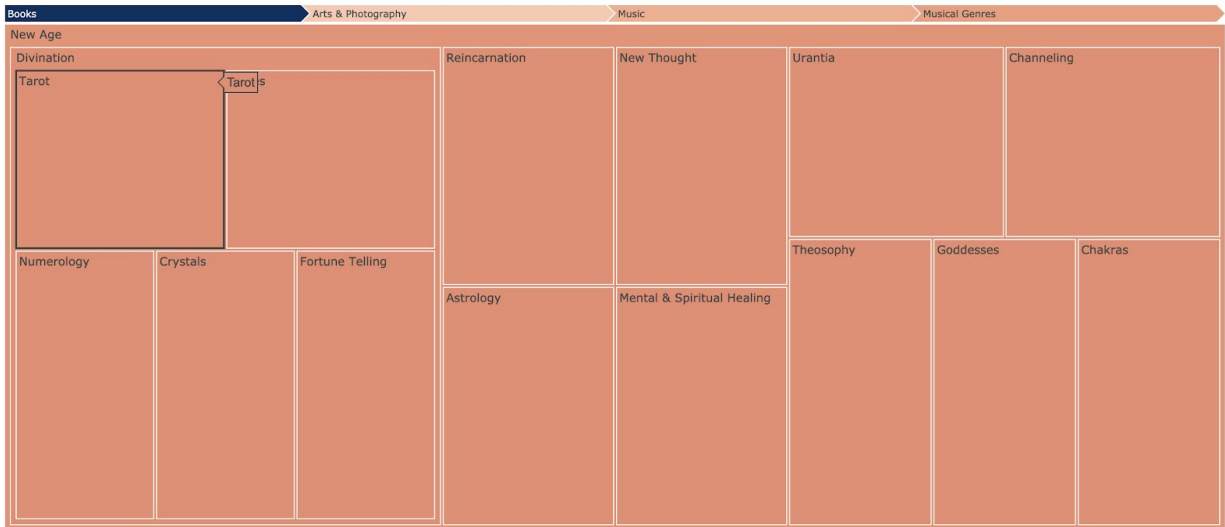 Books
Arts & Photography
Music
Musical Genres
New Age
Divination
Tarot
Tarot
Numerology
Crystals
Fortune Telling
Reincarnation
New Thought
Astrology
Mental & Spiritual Healing
Urantia
Channeling
Theosophy
Goddesses
Chakras